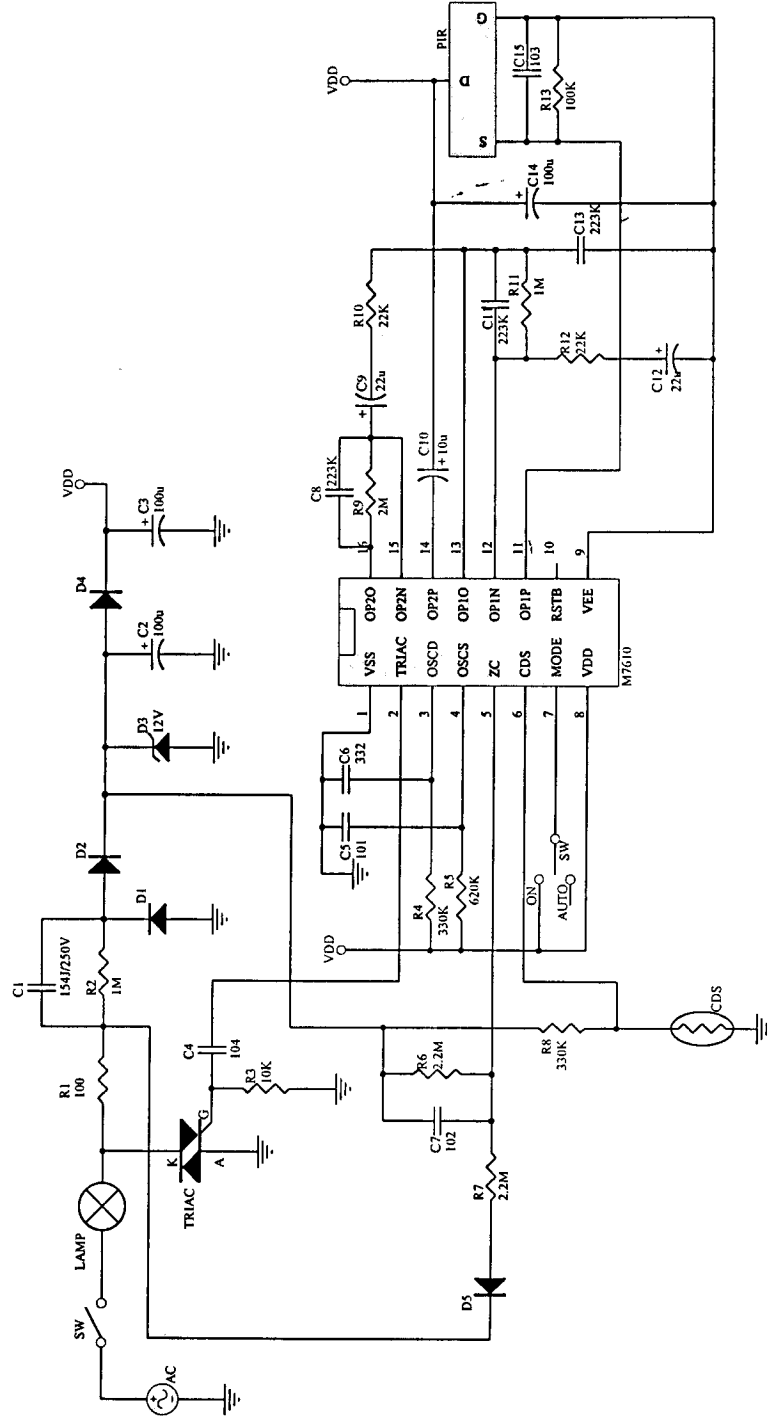 AC
SW
LAMP
R1
100
C1
154J/250V
R2
1M
D1
D2
D3
12V
C2
100u
D4
C3
100u
VDD
TRIAC
K
A
G
R3
10K
C4
104
D5
R7
2.2M
C7
102
R6
2.2M
R8
330K
CDS
VDD
ON
AUTO
SW
R4
330K
R5
620K
C5
101
C6
332
1
2
3
4
5
6
7
8
VSS
TRIAC
OSCD
OSCS
ZC
CDS
MODE
VDD
OP2O
OP2N
OP2P
OP1O
OP1N
OP1P
RSTB
VEE
M7610
16
15
14
13
12
11
10
9
C8
223K
R9
2M
C9
22u
R10
22K
C10
10u
C11
223K
R11
1M
R12
22K
C12
22u
C13
223K
C14
100u
VDD
PIR
S
D
G
C15
103
R13
100K